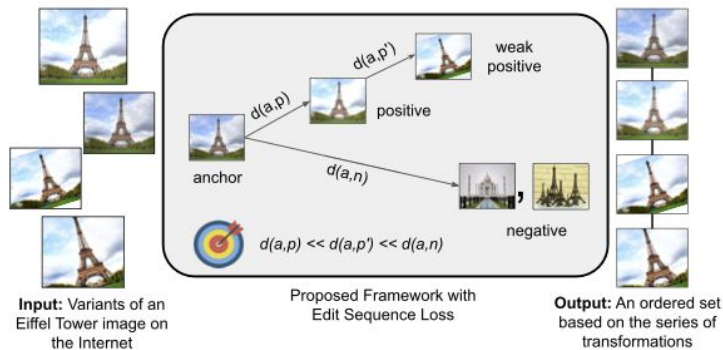 d(a,p)
d(a,p')
weak
positive
positive
anchor
d(a,n)
,
negative
d(a,p) << d(a,p') << d(a,n)
Input: Variants of an
Eiffel Tower image on
the Internet
Proposed Framework with
Edit Sequence Loss
Output: An ordered set
based on the series of
transformations